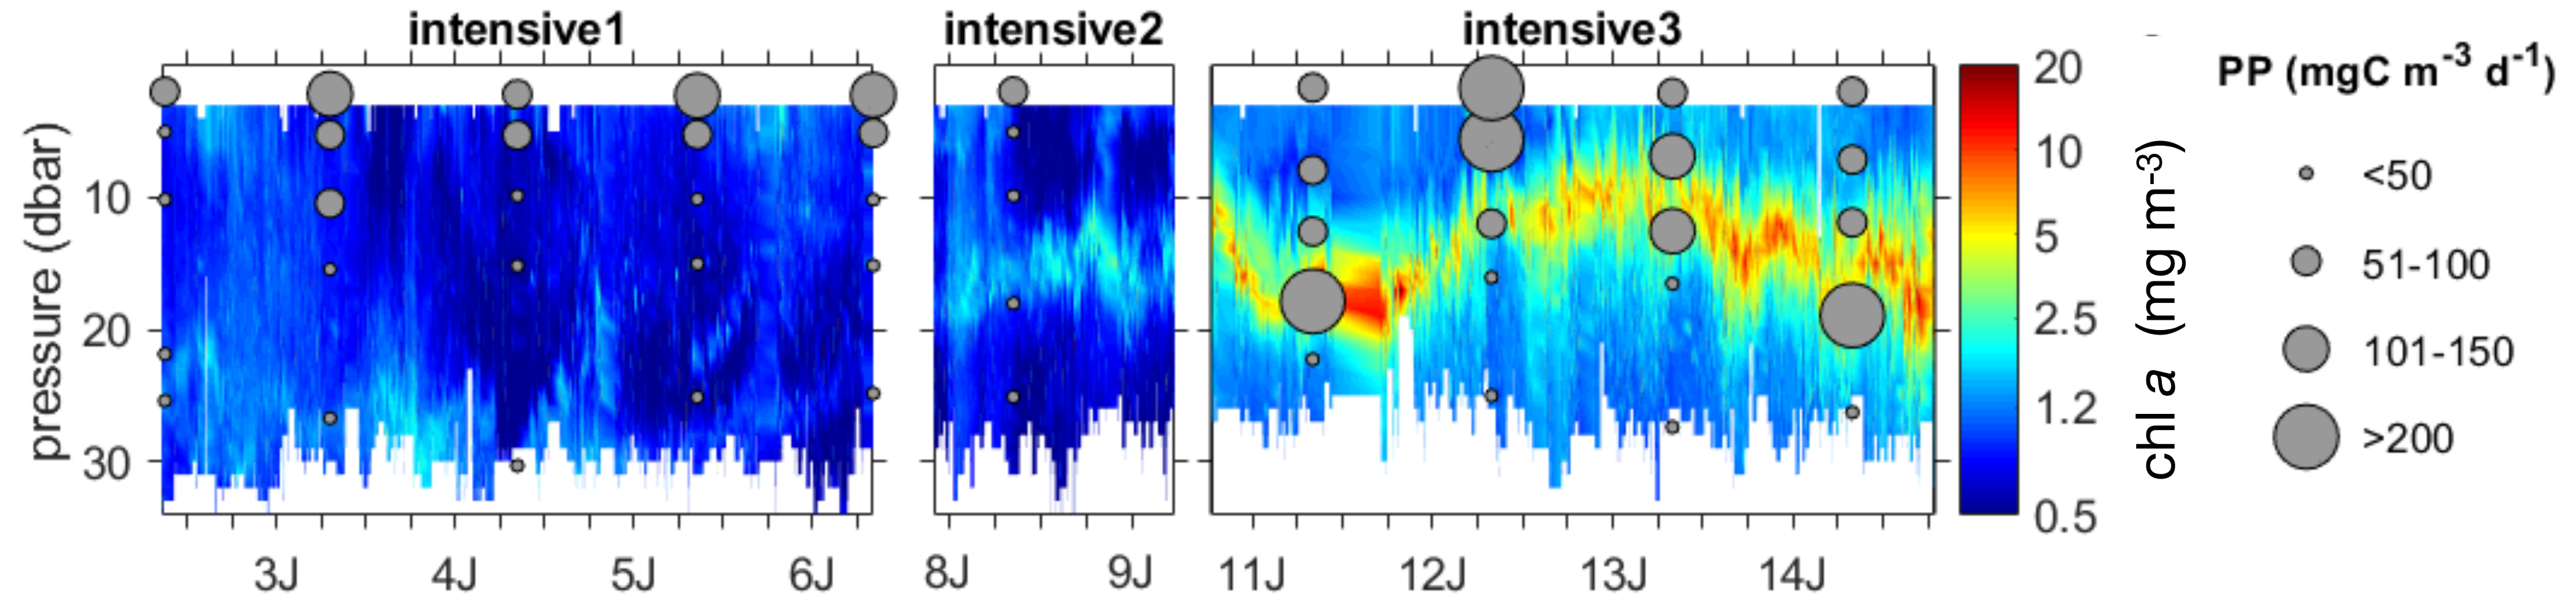 intensive1 intensive2 intensive3
pressure (dbar)
10
20
30
3J 4J 5J 6J 8J 9J 11J 12J 13J 14J
20
10
5
2.5
1.2
0.5
chl a (mg m-3)
PP (mgC m-3 d-1)
<50
51-100
101-150
>200